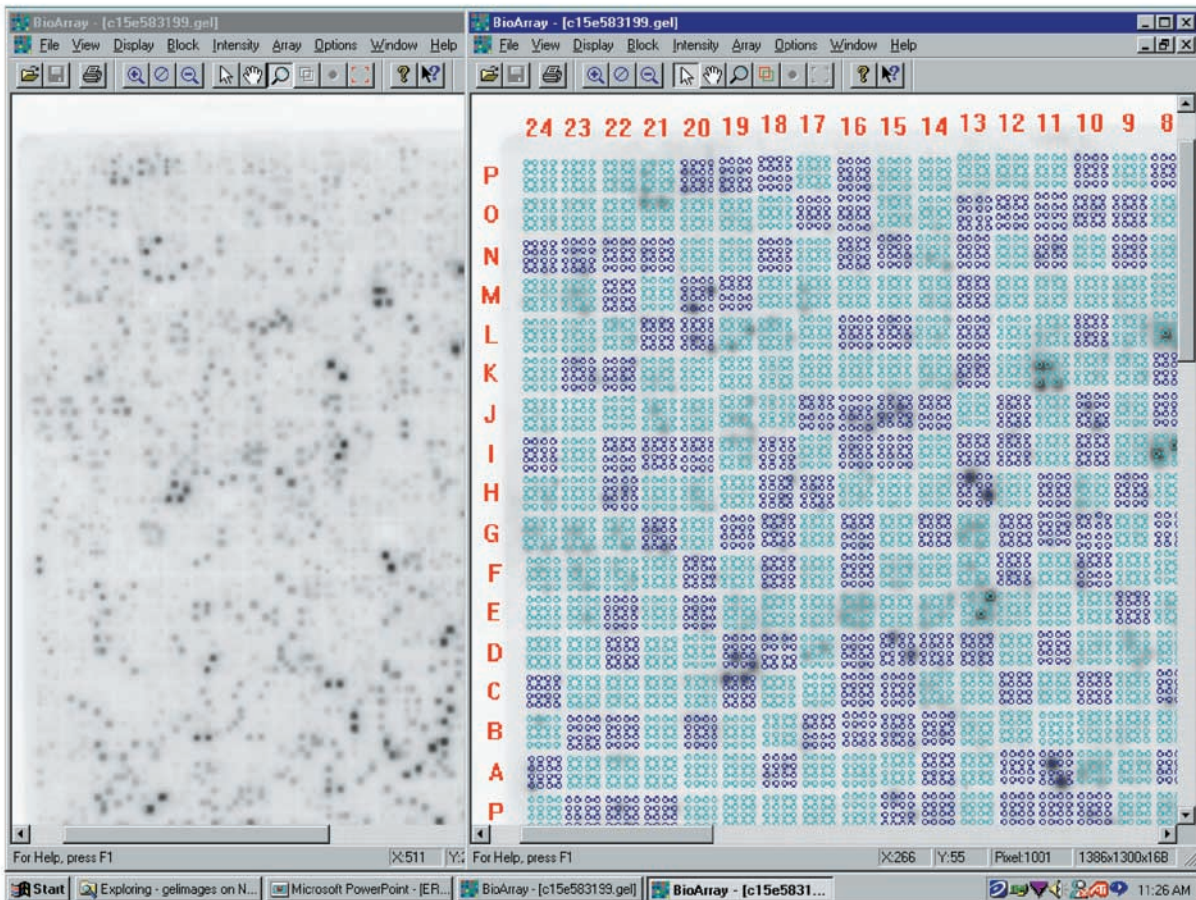 BioArray - [c15e583199.gel]
File View Display Block Intensity Array Options Window Help
For Help, press F1 X:511 Y:
BioArray - [c15e583199.gel]
File View Display Block Intensity Array Options Window Help
24 23 22 21 20 19 18 17 16 15 14 13 12 11 10 9 8
P
O
N
M
L
K
J
I
H
G
F
E
D
C
B
A
P
For Help, press F1 X:266 Y:55 Pixel:1001 1386x1300x16B
Start Exploring - gelimages on N... Microsoft PowerPoint - [ER... BioArray - [c15e583199.gel] BioArray - [c15e5831... 11:26 AM